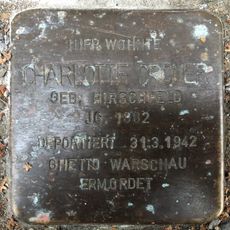 HIER WOHNTE
CHARLOTTE
GEB. HIRSCHFELD
JG. 1902
DEPORTIERT 31.3.1942
GHETTO WARSCHAU
ERMORDET